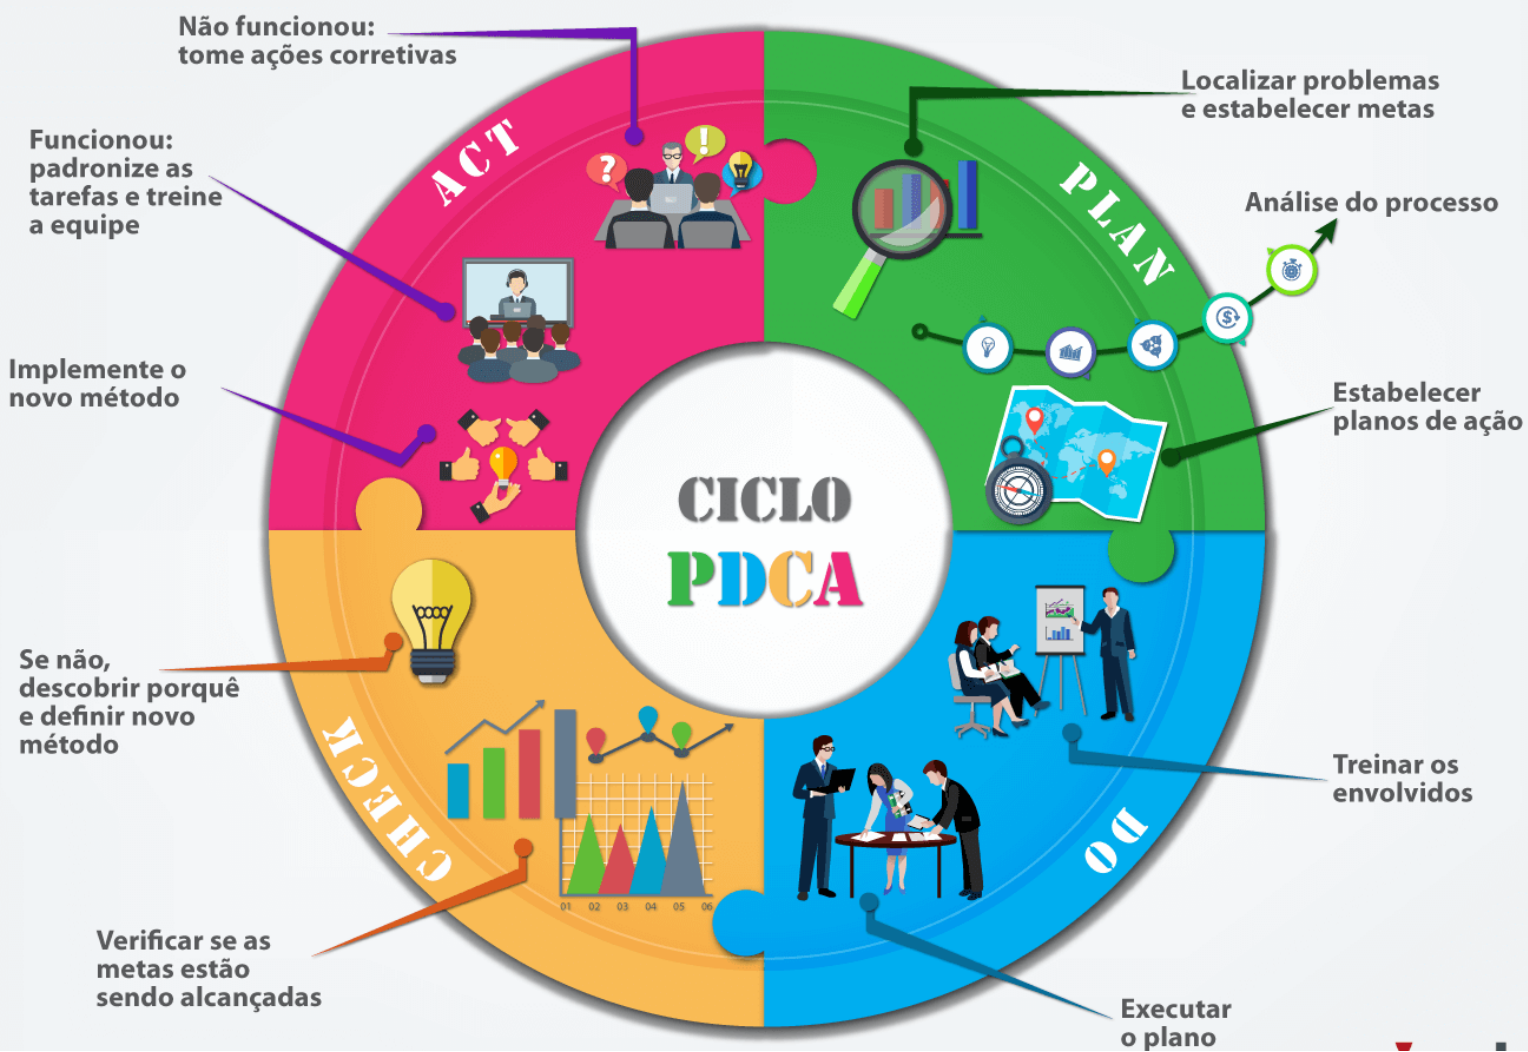 Não funcionou:
tome ações corretivas
Funcionou:
padronize as
tarefas e treine
a equipe
Implemente o
novo método
ACT
PLAN
Localizar problemas
e estabelecer metas
Análise do processo
Estabelecer
planos de ação
CICLO
PDCA
Se não,
descobrir porquê
e definir novo
método
CHECK
Verificar se as
metas estão
sendo alcançadas
01 02 03 04 05 06
DO
Treinar os
envolvidos
Executar
o plano
?
!
$